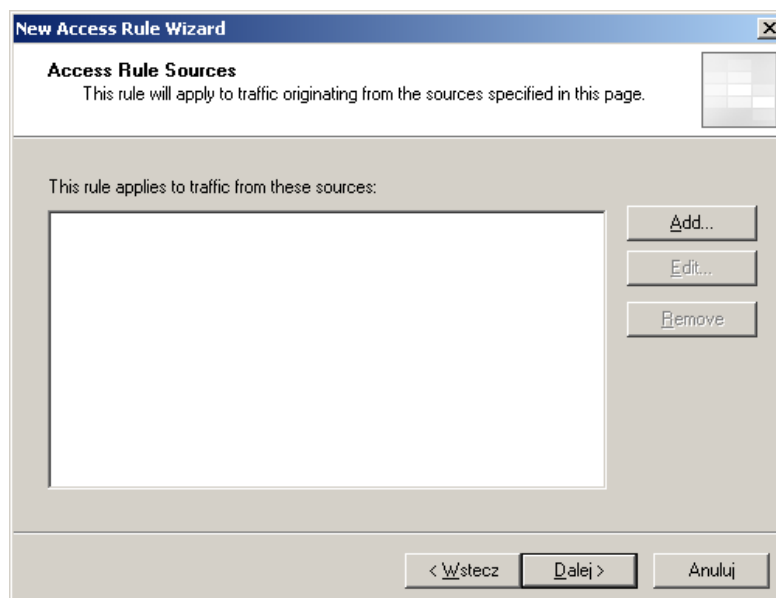 New Access Rule Wizard
Access Rule Sources
This rule will apply to traffic originating from the sources specified in this page.
This rule applies to traffic from these sources:
Add...
Edit...
Remove
< Wstecz
Dalej >
Anuluj